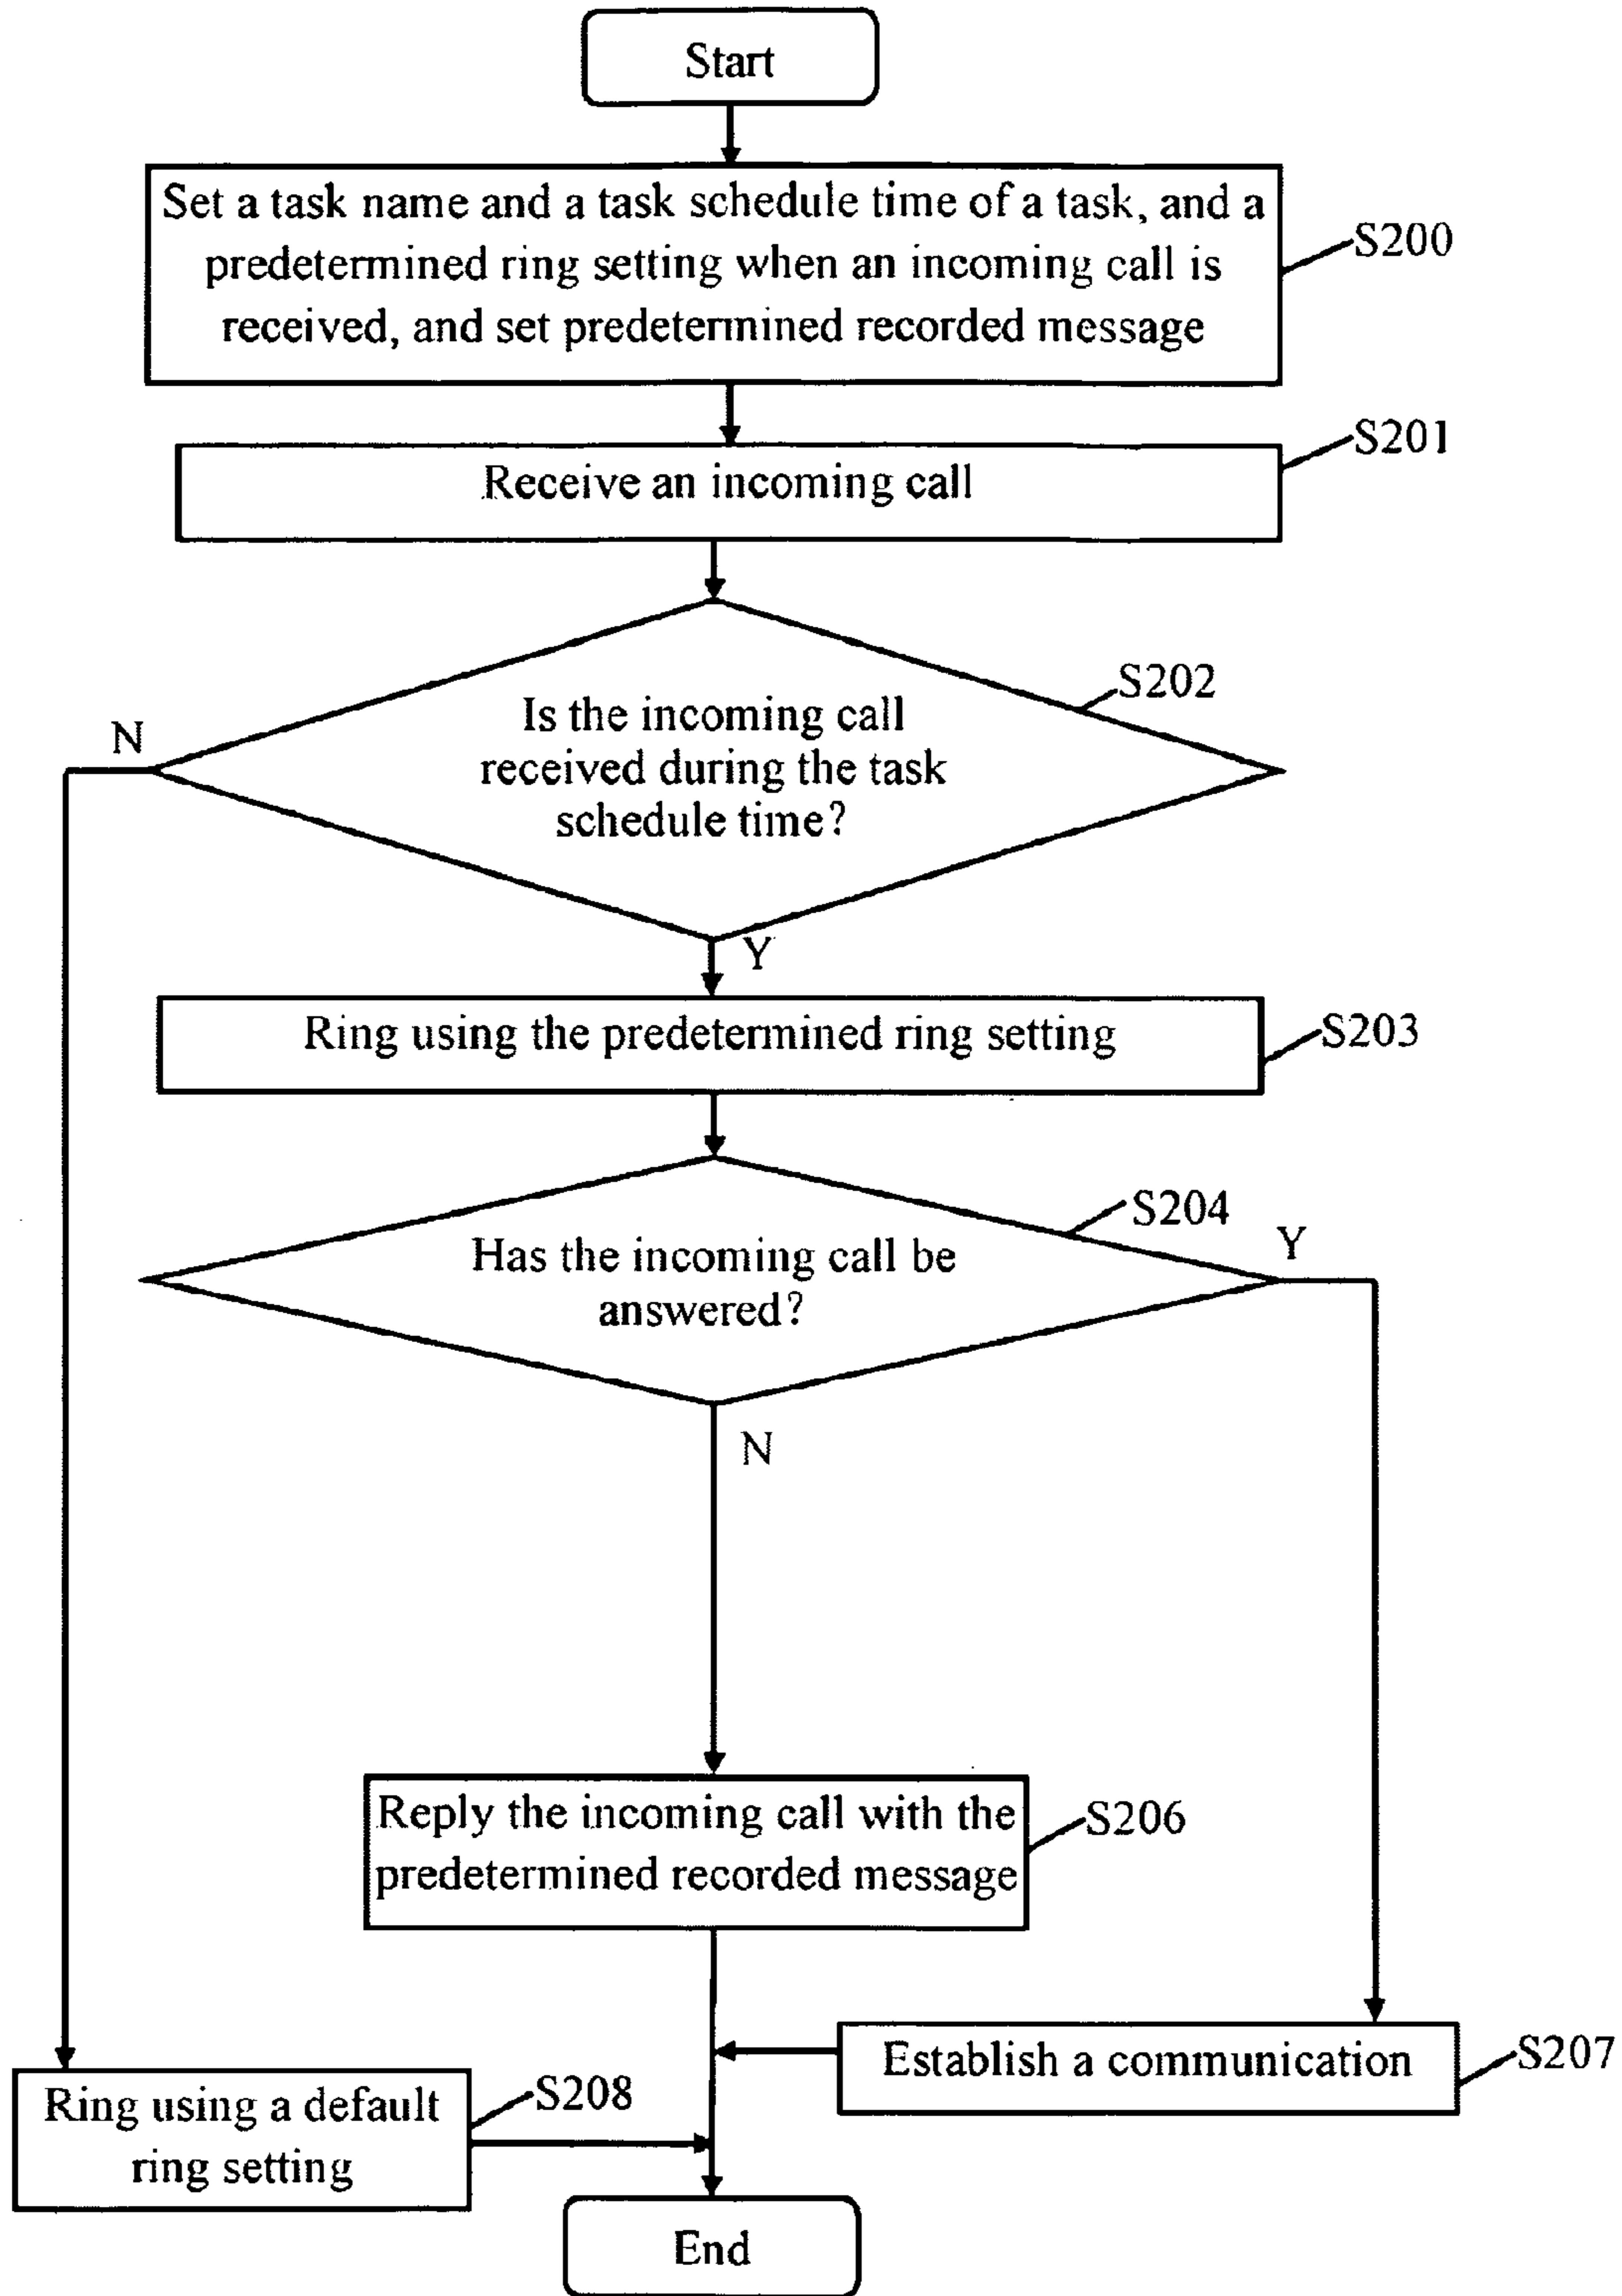 Start
Set a task name and a task schedule time of a task, and a
predetermined ring setting when an incoming call is
received, and set predetermined recorded message
S200
S201
Receive an incoming call
S202
N
Is the incoming call
received during the task
schedule time?
Y
Ring using the predetermined ring setting
S203
S204
Y
Has the incoming call be
answered?
N
Reply the incoming call with the
predetermined recorded message
S206
Establish a communication
S207
Ring using a default
ring setting
S208
End